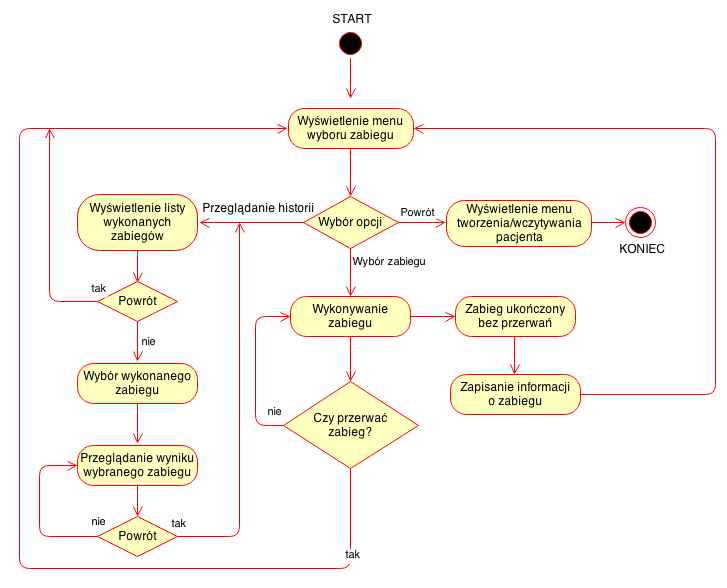 START
Wyświetlenie menu
wyboru zabiegu
Wyświetlenie listy
wykonanych
zabiegów
Przeglądanie historii
Wybór opcji
Powrót
Wyświetlenie menu
tworzenia/wczytywania
pacjenta
KONIEC
Wybór zabiegu
tak
Powrót
nie
Wykonywanie
zabiegu
Zabieg ukończony
bez przerwań
Wybór wykonanego
zabiegu
Zapisanie informacji
o zabiegu
nie
Czy przerwać
zabieg?
Przeglądanie wyniku
wybranego zabiegu
nie
Powrót
tak
tak